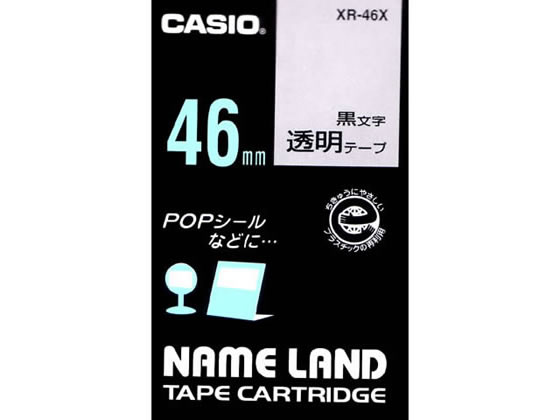 CASIO®
XR-46X
46mm
黒文字
透明テープ
ちきゅうにやさしい
e
プラスチックの再利用
POPシール
などに…
NAME LAND
TAPE CARTRIDGE